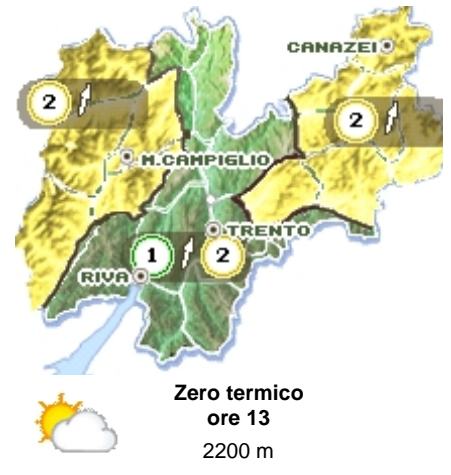 CANAZEI
2
2
M.CAMPIGLIO
TRENTO
1
2
RIVA
Zero termico
ore 13
2200 m